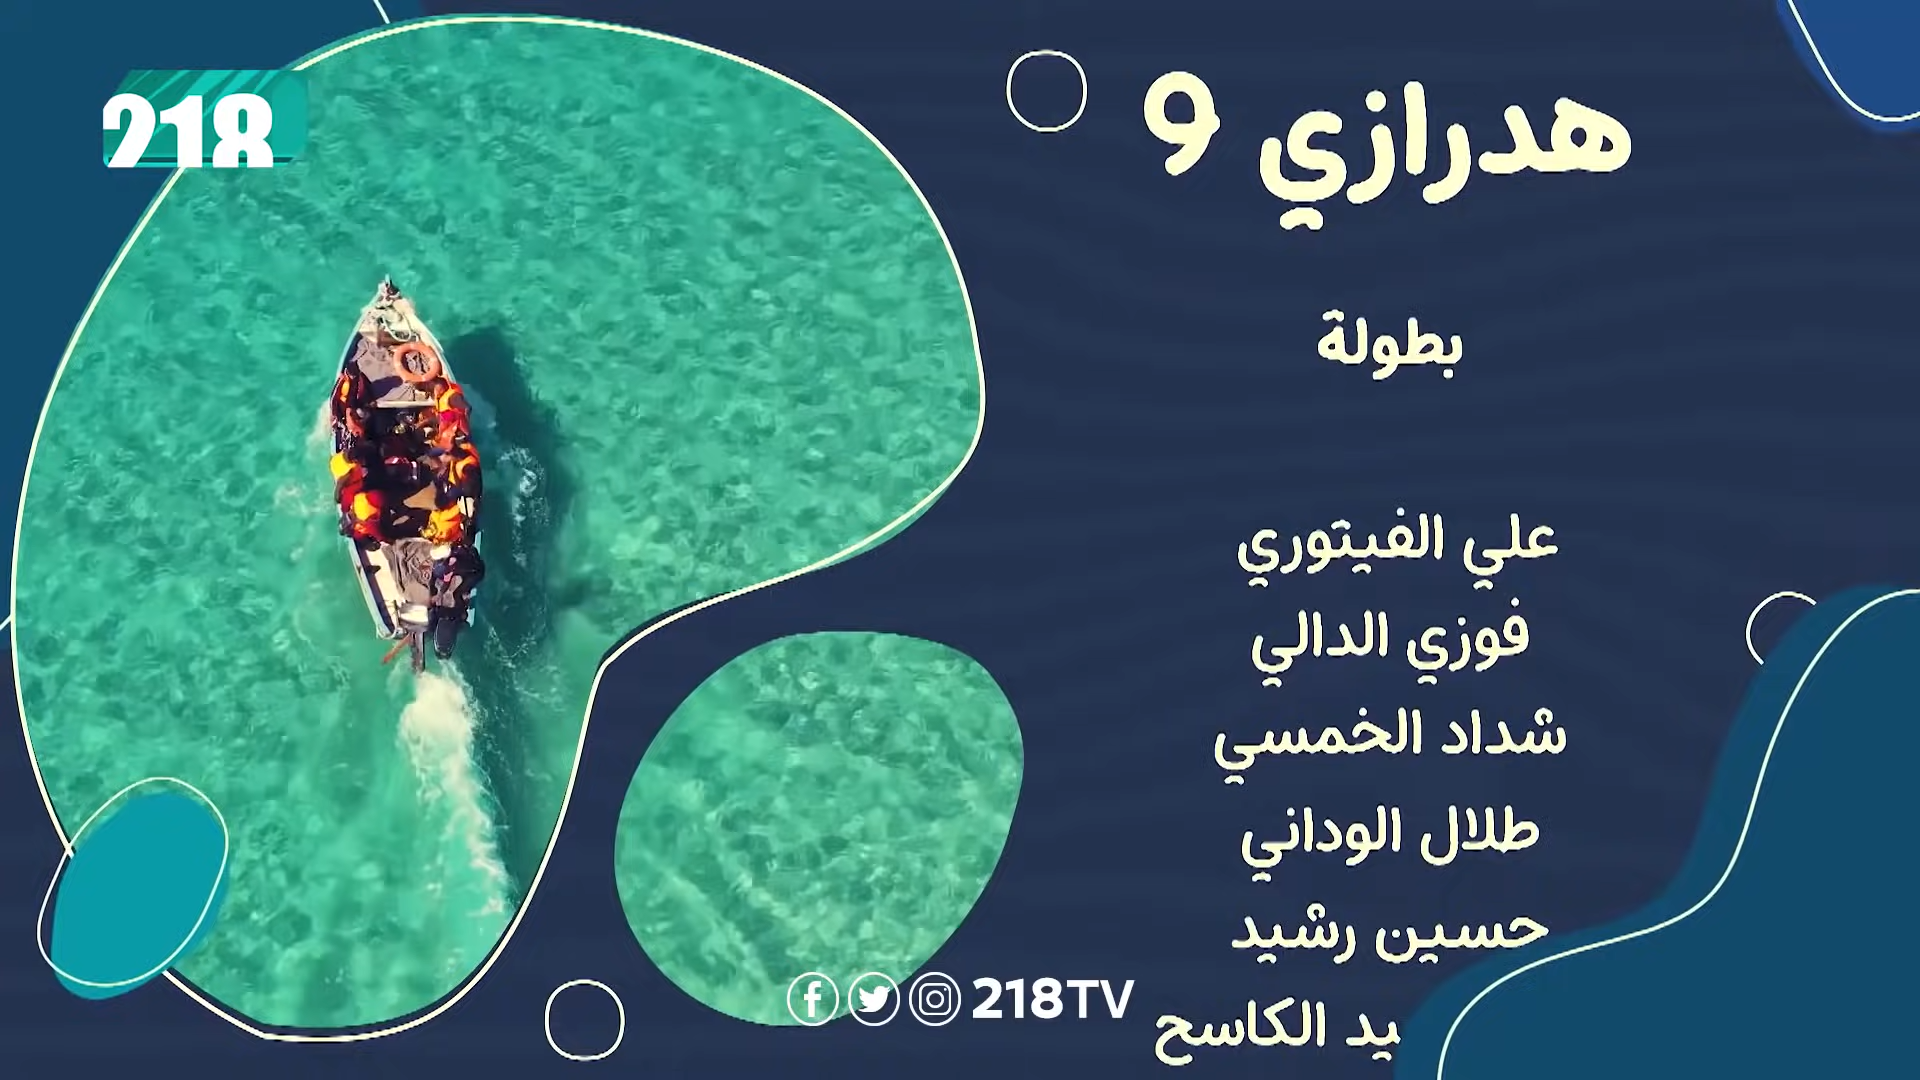 218
هدرازي 9
بطولة
علي الفيتوري
فوزي الدالي
شداد الخمسي
طلال الوداني
حسين رشيد
الكاسح
218TV